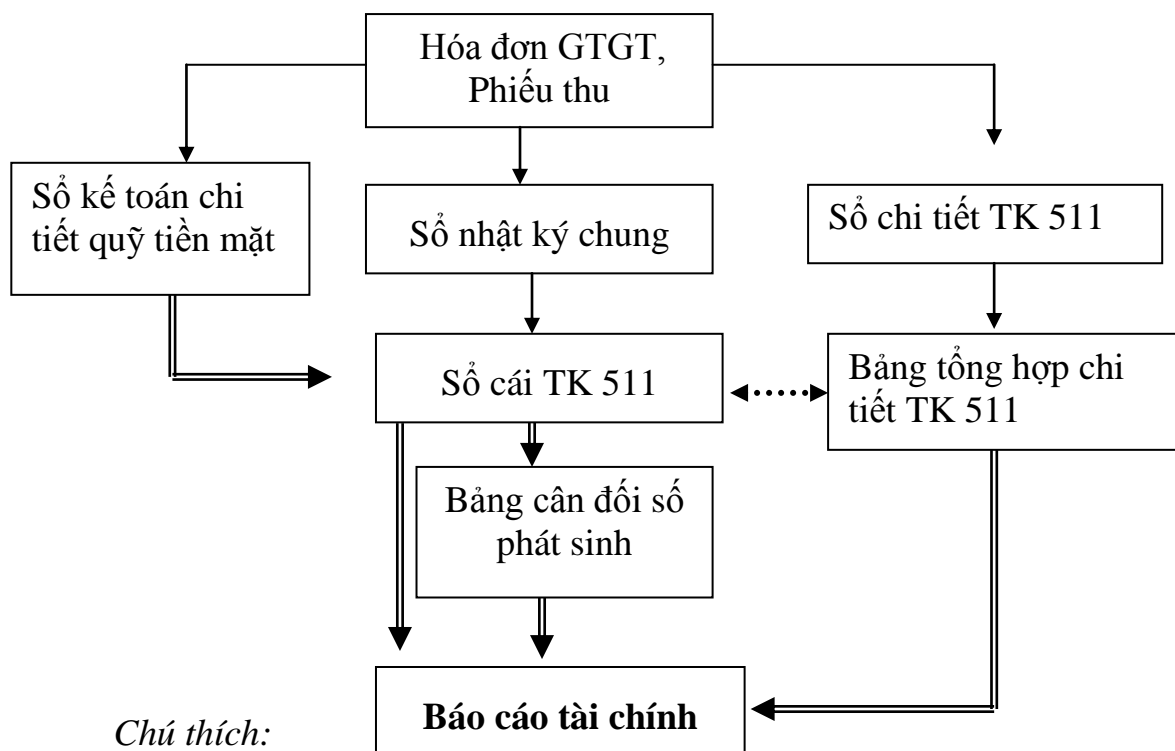 Hóa đơn GTGT,
Phiếu thu
Sổ kế toán chi
tiết quỹ tiền mặt
Sổ nhật ký chung
Sổ chi tiết TK 511
Sổ cái TK 511
Bảng tổng hợp chi
tiết TK 511
Bảng cân đối số
phát sinh
Báo cáo tài chính
Chú thích: